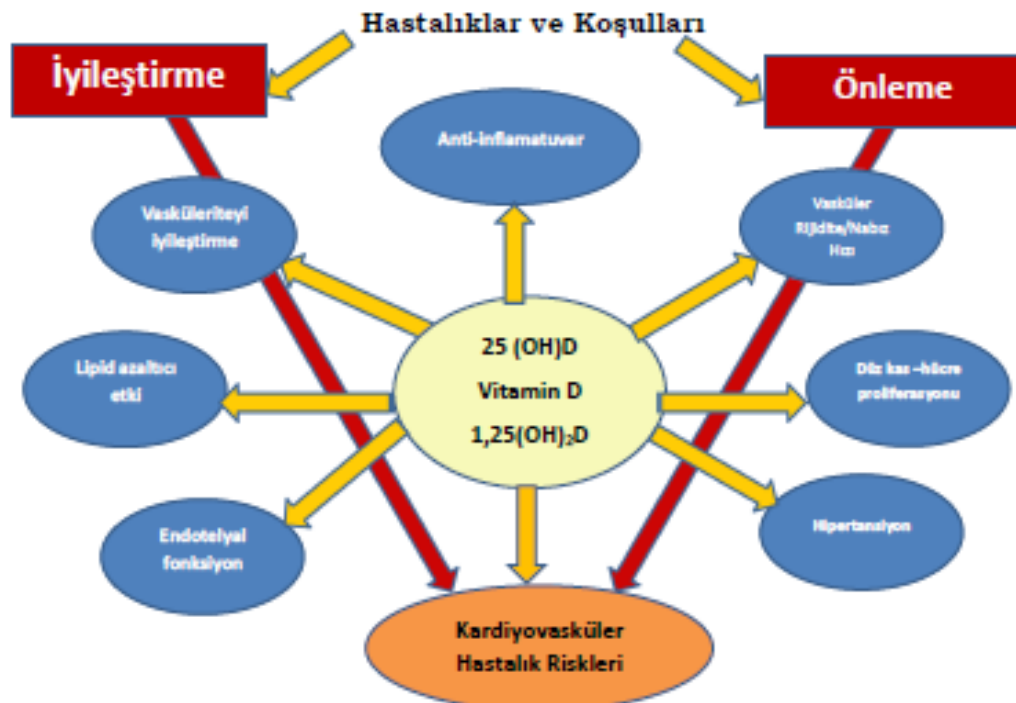 Hastalıklar ve Koşulları
İyileştirme
Önleme
Anti-inflamatuvar
Vasküleriteyi
iyileştirme
Vasküler
Rijidite/Nabız
Hızı
25 (OH)D
Vitamin D
1,25(OH)₂D
Lipid azaltıcı
etki
Düz kas –hücre
proliferasyonu
Endotelyal
fonksiyon
Hipertansiyon
Kardiyovasküler
Hastalık Riskleri